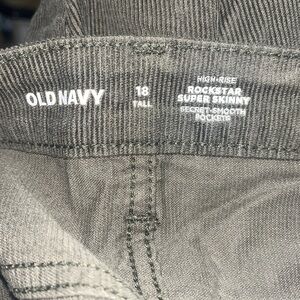 OLD NAVY
18
TALL
HIGH-RISE
ROCKSTAR
SUPER SKINNY
SECRET-SMOOTH
POCKETS